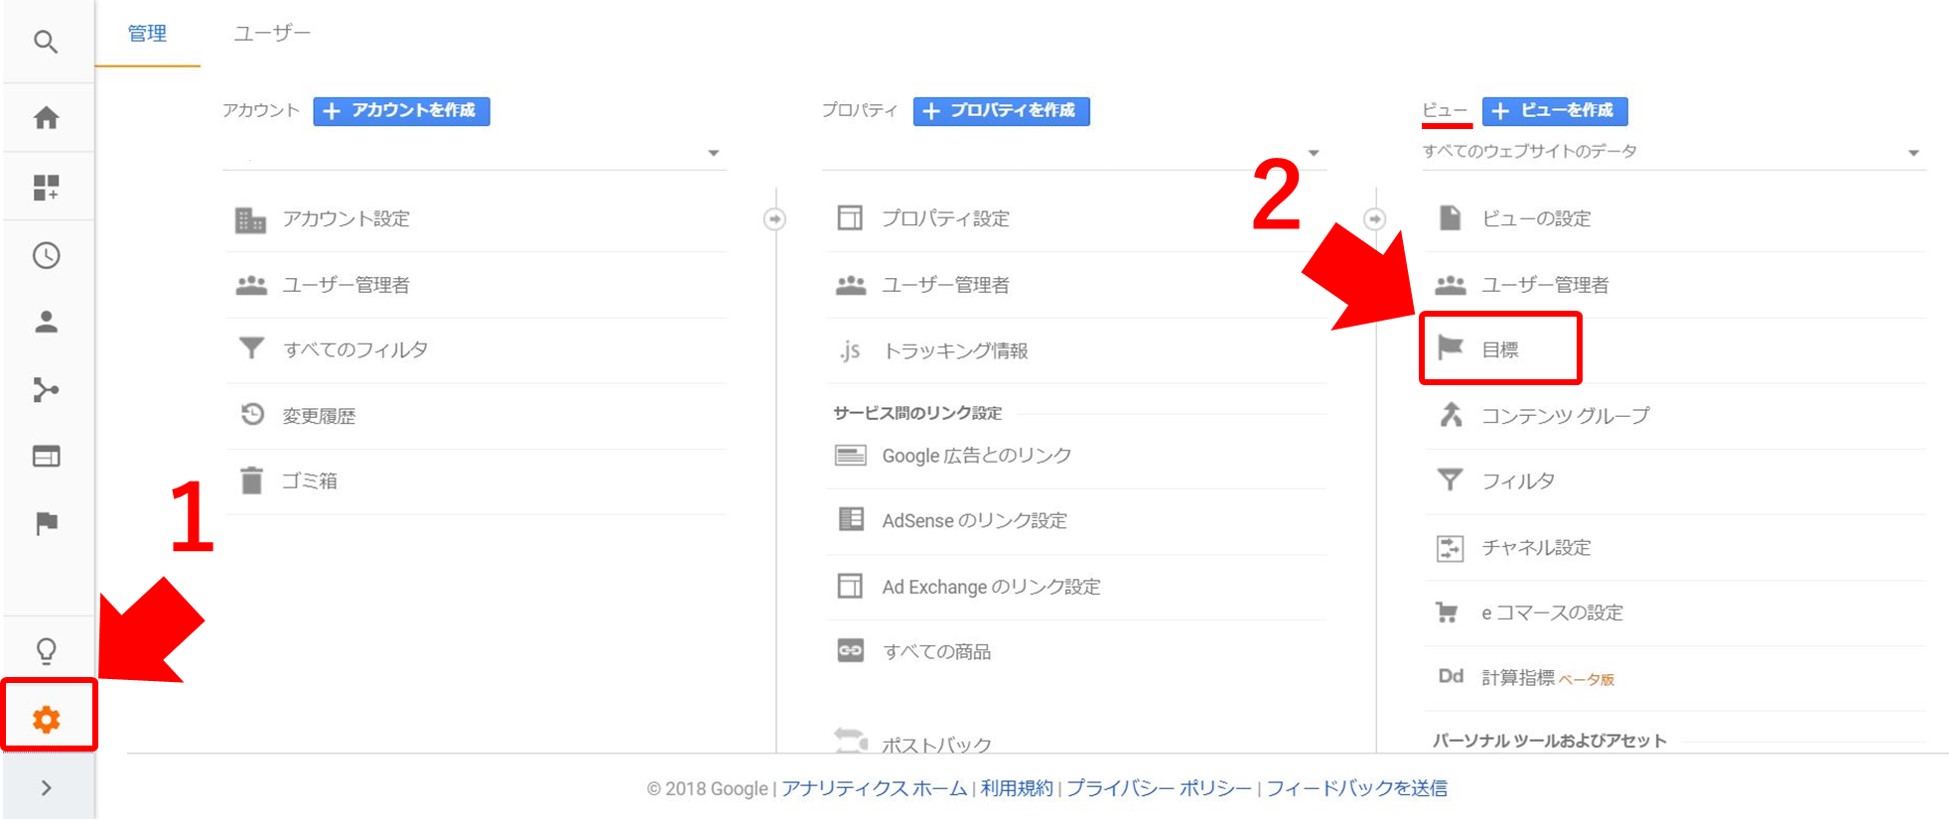 管理
ユーザー
アカウント
+ アカウントを作成
アカウント設定
ユーザー管理者
すべてのフィルタ
変更履歴
ゴミ箱
プロパティ
+ プロパティを作成
プロパティ設定
ユーザー管理者
.js トラッキング情報
サービス間のリンク設定
Google 広告とのリンク
AdSense のリンク設定
Ad Exchange のリンク設定
すべての商品
ポストバック
ビュー
+ ビューを作成
すべてのウェブサイトのデータ
ビューの設定
ユーザー管理者
目標
コンテンツ グループ
フィルタ
チャネル設定
e コマースの設定
Dd 計算指標 ベータ版
パーソナル ツールおよびアセット
1
2
© 2018 Google | アナリティクス ホーム | 利用規約 | プライバシー ポリシー | フィードバックを送信